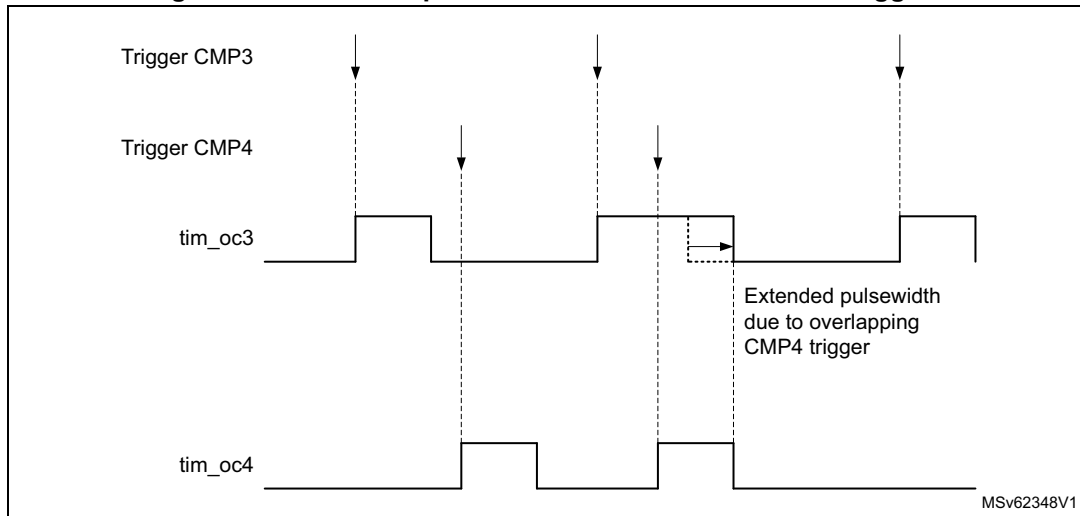 Trigger CMP3
Trigger CMP4
tim_oc3
Extended pulsewidth
due to overlapping
CMP4 trigger
tim_oc4
MSv62348V1